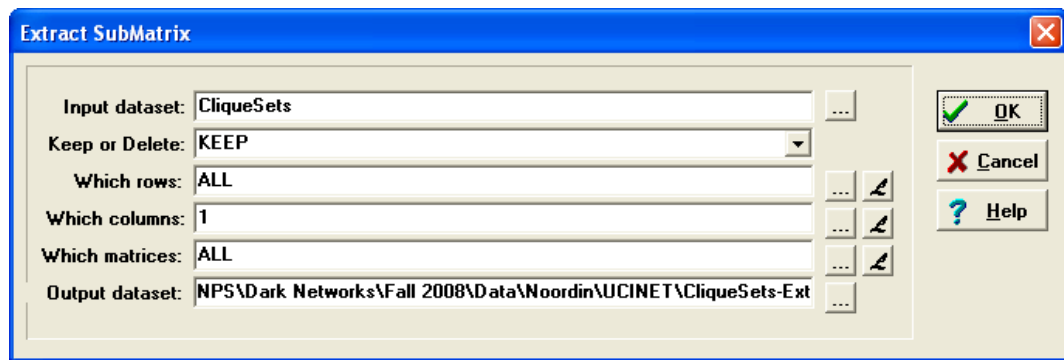 Extract SubMatrix
Input dataset: CliqueSets ...
OK
Keep or Delete: KEEP
Cancel
Which rows: ALL ... L
Which columns: 1 ... L
? Help
Which matrices: ALL ... L
Output dataset: NPS\Dark Networks\Fall 2008\Data\Noordin\UCINET\CliqueSets-Ext ...